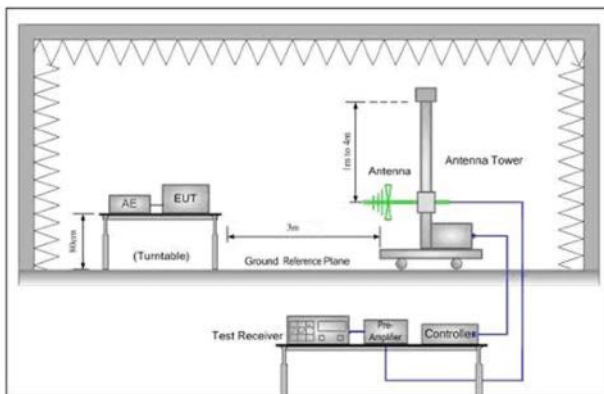 1m to 4m
Antenna
Antenna Tower
AE
EUT
80cm
(Turntable)
3m
Ground Reference Plane
Test Receiver
Pre-
Amplifier
Controller